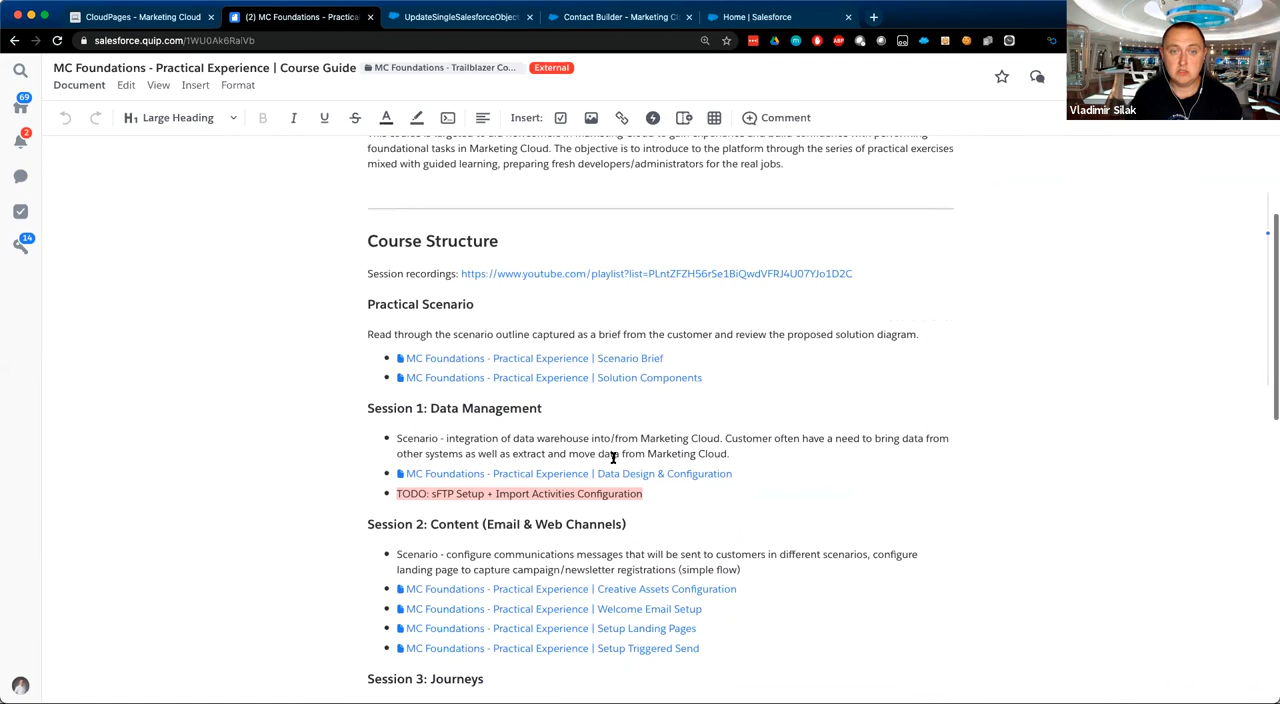 CloudPages - Marketing Cloud
(2) MC Foundations - Practical
UpdateSingleSalesforceObject
Contact Builder - Marketing Cl
Home | Salesforce
salesforce.quip.com/1WU0Ak6RaiVb
MC Foundations - Practical Experience | Course Guide
MC Foundations - Trailblazer Co...
External
Document
Edit
View
Insert
Format
69
2
14
H₁ Large Heading
B
I
U
S
A
Insert:
Comment
Vladimir Silak
foundational tasks in Marketing Cloud. The objective is to introduce to the platform through the series of practical exercises
mixed with guided learning, preparing fresh developers/administrators for the real jobs.
Course Structure
Session recordings: https://www.youtube.com/playlist?list=PLntZFZH56rSe1BiQwdVFRJ4U07YJo1D2C
Practical Scenario
Read through the scenario outline captured as a brief from the customer and review the proposed solution diagram.
MC Foundations - Practical Experience | Scenario Brief
MC Foundations - Practical Experience | Solution Components
Session 1: Data Management
Scenario - integration of data warehouse into/from Marketing Cloud. Customer often have a need to bring data from
other systems as well as extract and move data from Marketing Cloud.
MC Foundations - Practical Experience | Data Design & Configuration
TODO: sFTP Setup + Import Activities Configuration
Session 2: Content (Email & Web Channels)
Scenario - configure communications messages that will be sent to customers in different scenarios, configure
landing page to capture campaign/newsletter registrations (simple flow)
MC Foundations - Practical Experience | Creative Assets Configuration
MC Foundations - Practical Experience | Welcome Email Setup
MC Foundations - Practical Experience | Setup Landing Pages
MC Foundations - Practical Experience | Setup Triggered Send
Session 3: Journeys